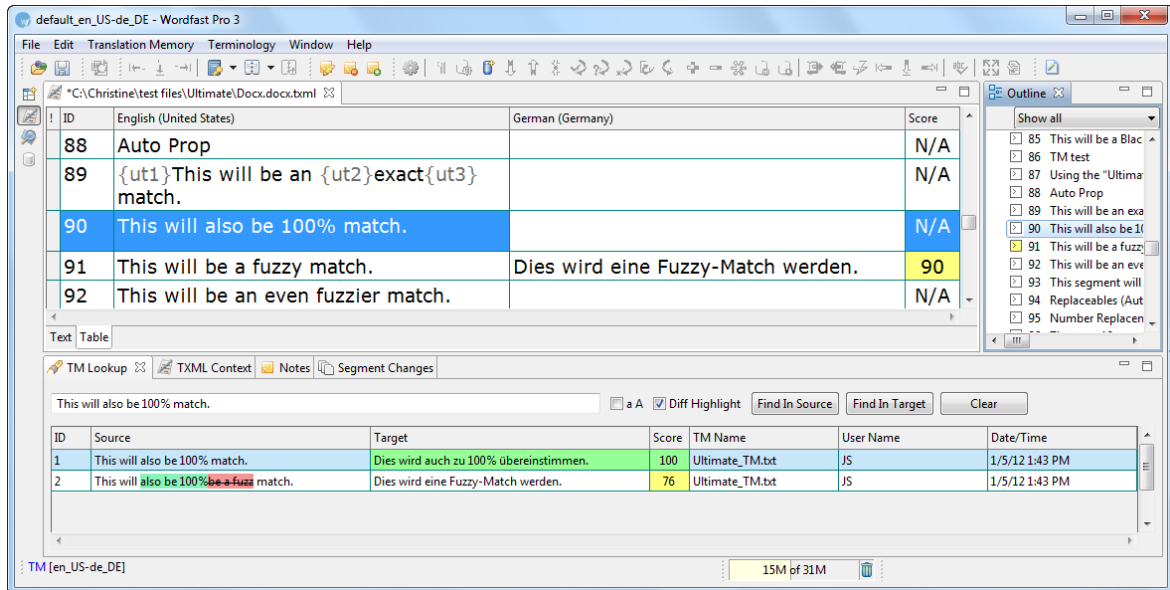 default_en_US-de_DE - Wordfast Pro 3
File Edit Translation Memory Terminology Window Help
*C:\Christine\test files\Ultimate\Docx.docx.txml
! ID English (United States) German (Germany) Score
88 Auto Prop N/A
89 {ut1}This will be an {ut2}exact{ut3} N/A
match.
90 This will also be 100% match. N/A
91 This will be a fuzzy match. Dies wird eine Fuzzy-Match werden. 90
92 This will be an even fuzzier match. N/A
Text Table
Outline
Show all
85 This will be a Blac
86 TM test
87 Using the "Ultima
88 Auto Prop
89 This will be an exa
90 This will also be 1
91 This will be a fuzzy
92 This will be an eve
93 This segment will
94 Replaceables (Aut
95 Number Replacen
TM Lookup TXML Context Notes Segment Changes
This will also be 100% match. a A Diff Highlight Find In Source Find In Target Clear
ID Source Target Score TM Name User Name Date/Time
1 This will also be 100% match. Dies wird auch zu 100% übereinstimmen. 100 Ultimate_TM.txt JS 1/5/12 1:43 PM
2 This will also be 100%be a fuzz match. Dies wird eine Fuzzy-Match werden. 76 Ultimate_TM.txt JS 1/5/12 1:43 PM
TM [en_US-de_DE] 15M of 31M